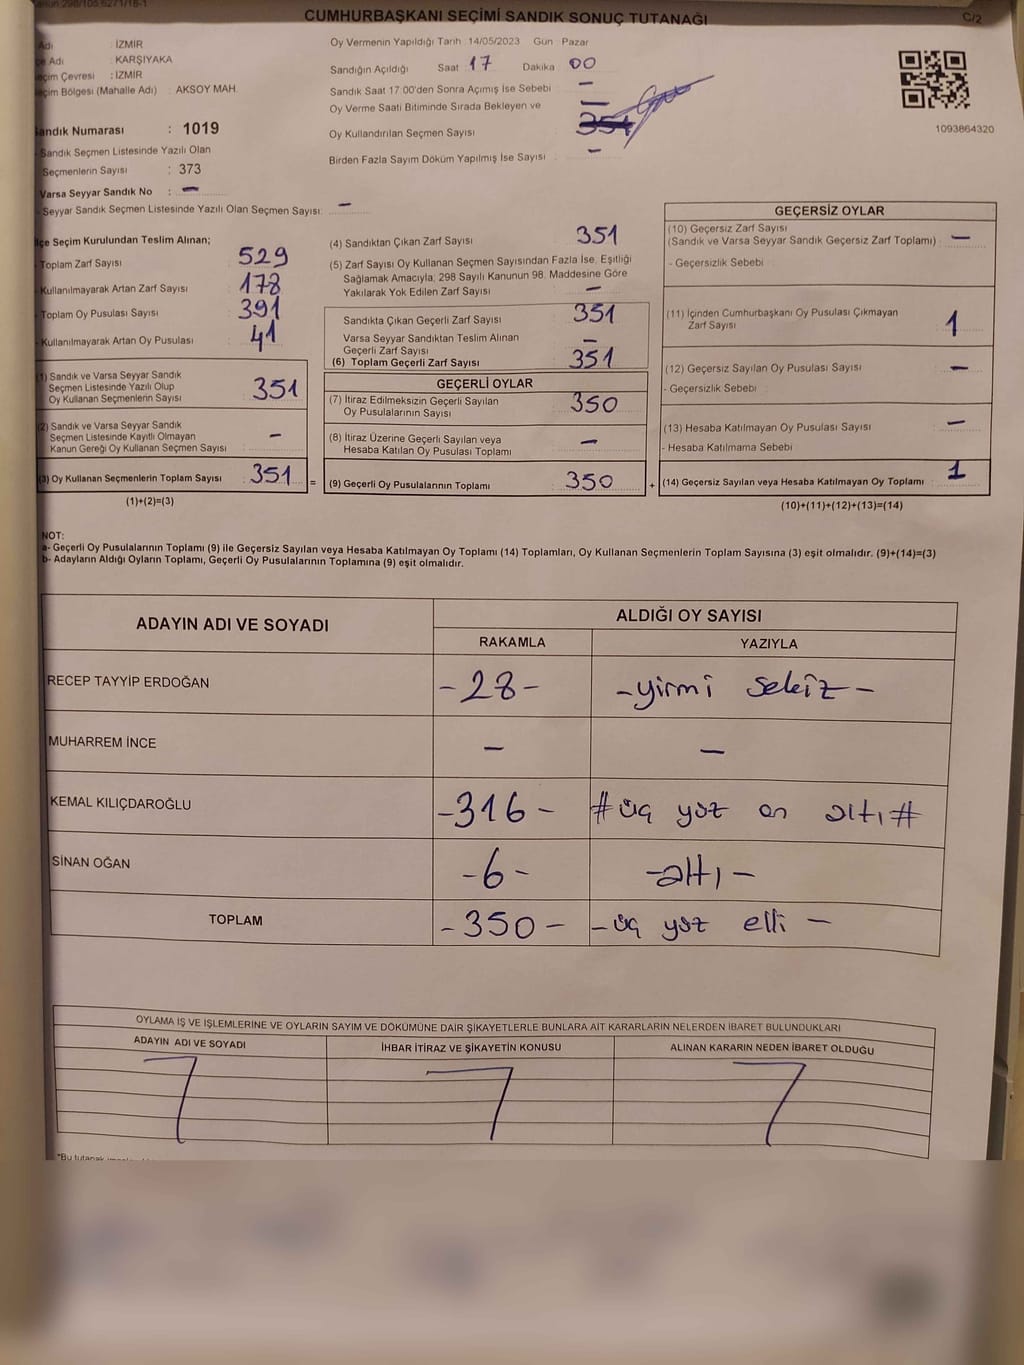 CUMHURBAŞKANI SEÇİMİ SANDIK SONUÇ TUTANAĞI
C/2
Adı : İZMİR
Adı : KARŞIYAKA
Seçim Çevresi : İZMİR
Seçim Bölgesi (Mahalle Adı) : AKSOY MAH.
Sandık Numarası : 1019
- Sandık Seçmen Listesinde Yazılı Olan
Seçmenlerin Sayısı : 373
Varsa Seyyar Sandık No : —
- Seyyar Sandık Seçmen Listesinde Yazılı Olan Seçmen Sayısı: —
Oy Vermenin Yapıldığı Tarih : 14/05/2023 Gün Pazar
Sandığın Açıldığı Saat 17 Dakika 00
Sandık Saat 17:00'den Sonra Açımış İse Sebebi —
Oy Verme Saati Bitiminde Sırada Bekleyen ve —
Oy Kullandırılan Seçmen Sayısı 351
Birden Fazla Sayım Döküm Yapılmış İse Sayısı : —
1093864320
İlçe Seçim Kurulundan Teslim Alınan;
- Toplam Zarf Sayısı 529
- Kullanılmayarak Artan Zarf Sayısı 178
- Toplam Oy Pusulası Sayısı 391
- Kullanılmayarak Artan Oy Pusulası 41
(1) Sandık ve Varsa Seyyar Sandık
Seçmen Listesinde Yazılı Olup
Oy Kullanan Seçmenlerin Sayısı 351
(2) Sandık ve Varsa Seyyar Sandık
Seçmen Listesinde Kayıtlı Olmayan
Kanun Gereği Oy Kullanan Seçmen Sayısı —
(3) Oy Kullanan Seçmenlerin Toplam Sayısı 351 =
(1)+(2)=(3)
(4) Sandıktan Çıkan Zarf Sayısı 351
(5) Zarf Sayısı Oy Kullanan Seçmen Sayısından Fazla İse, Eşitliği
Sağlamak Amacıyla; 298 Sayılı Kanunun 98. Maddesine Göre
Yakılarak Yok Edilen Zarf Sayısı —
Sandıkta Çıkan Geçerli Zarf Sayısı 351
Varsa Seyyar Sandıktan Teslim Alınan
Geçerli Zarf Sayısı —
(6) Toplam Geçerli Zarf Sayısı 351
GEÇERLİ OYLAR
(7) İtiraz Edilmeksizin Geçerli Sayılan
Oy Pusulalarının Sayısı 350
(8) İtiraz Üzerine Geçerli Sayılan veya
Hesaba Katılan Oy Pusulası Toplamı —
(9) Geçerli Oy Pusulalarının Toplamı 350 +
GEÇERSİZ OYLAR
(10) Geçersiz Zarf Sayısı
(Sandık ve Varsa Seyyar Sandık Geçersiz Zarf Toplamı) : —
- Geçersizlik Sebebi
(11) İçinden Cumhurbaşkanı Oy Pusulası Çıkmayan
Zarf Sayısı 1
(12) Geçersiz Sayılan Oy Pusulası Sayısı —
- Geçersizlik Sebebi
(13) Hesaba Katılmayan Oy Pusulası Sayısı —
- Hesaba Katılmama Sebebi
(14) Geçersiz Sayılan veya Hesaba Katılmayan Oy Toplamı 1
(10)+(11)+(12)+(13)=(14)
NOT:
a- Geçerli Oy Pusulalarının Toplamı (9) ile Geçersiz Sayılan veya Hesaba Katılmayan Oy Toplamı (14) Toplamları, Oy Kullanan Seçmenlerin Toplam Sayısına (3) eşit olmalıdır. (9)+(14)=(3)
b- Adayların Aldığı Oyların Toplamı, Geçerli Oy Pusulalarının Toplamına (9) eşit olmalıdır.
ADAYIN ADI VE SOYADI
ALDIĞI OY SAYISI
RAKAMLA YAZIYLA
RECEP TAYYİP ERDOĞAN -28- -yirmi sekiz-
MUHARREM İNCE — —
KEMAL KILIÇDAROĞLU -316- #üç yüz on altı#
SİNAN OĞAN -6- -altı-
TOPLAM -350- -üç yüz elli-
OYLAMA İŞ VE İŞLEMLERİNE VE OYLARIN SAYIM VE DÖKÜMÜNE DAİR ŞİKAYETLERLE BUNLARA AİT KARARLARIN NELERDEN İBARET BULUNDUKLARI
ADAYIN ADI VE SOYADI İHBAR İTİRAZ VE ŞİKAYETİN KONUSU ALINAN KARARIN NEDEN İBARET OLDUĞU
*Bu tutanak